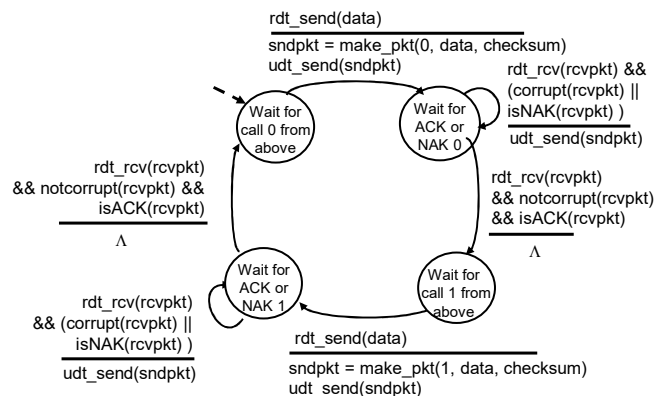 rdt_send(data)
sndpkt = make_pkt(0, data, checksum)
udt_send(sndpkt)
Wait for
call 0 from
above
Wait for
ACK or
NAK 0
rdt_rcv(rcvpkt) &&
(corrupt(rcvpkt) ||
isNAK(rcvpkt) )
udt_send(sndpkt)
rdt_rcv(rcvpkt)
&& notcorrupt(rcvpkt) &&
isACK(rcvpkt)
Λ
rdt_rcv(rcvpkt)
&& notcorrupt(rcvpkt)
&& isACK(rcvpkt)
Λ
Wait for
ACK or
NAK 1
Wait for
call 1 from
above
rdt_rcv(rcvpkt)
&& (corrupt(rcvpkt) ||
isNAK(rcvpkt) )
udt_send(sndpkt)
rdt_send(data)
sndpkt = make_pkt(1, data, checksum)
udt_send(sndpkt)